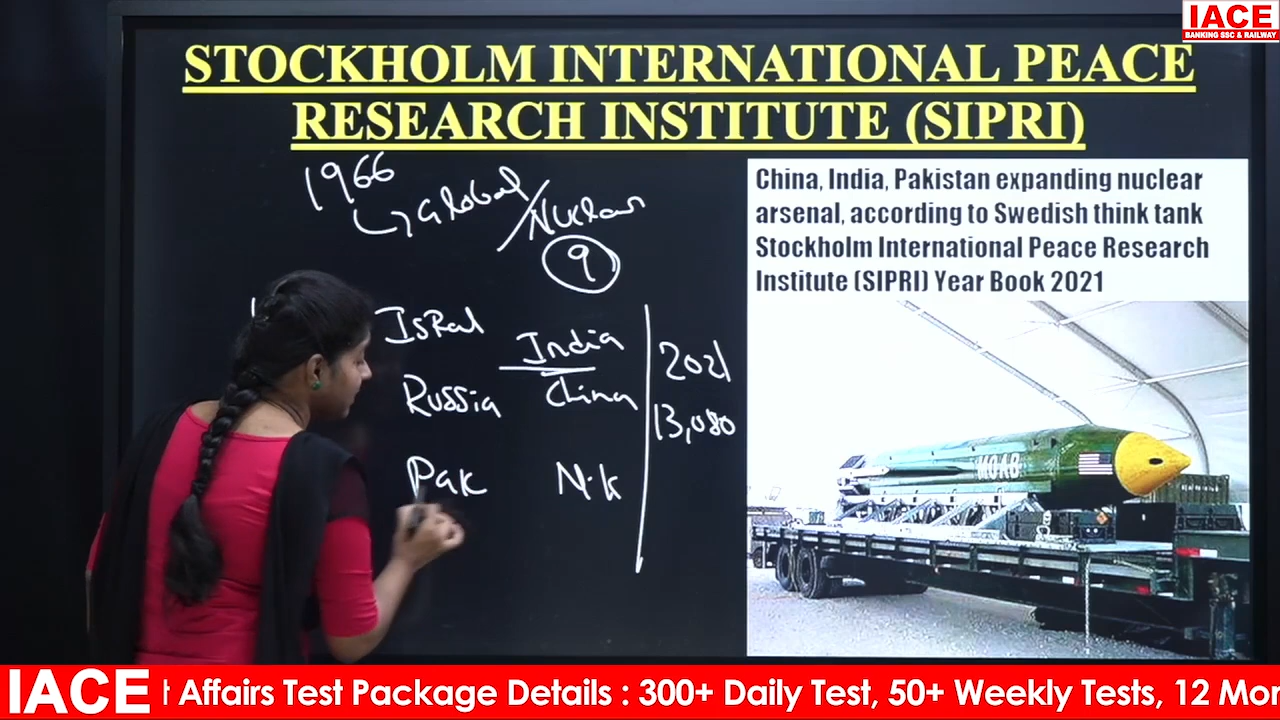 IACE
BANKING SSC & RAILWAY
STOCKHOLM INTERNATIONAL PEACE
RESEARCH INSTITUTE (SIPRI)
1966
Global/Nuclear
9
China, India, Pakistan expanding nuclear
arsenal, according to Swedish think tank
Stockholm International Peace Research
Institute (SIPRI) Year Book 2021
Isral India
Russia China
Pak N.k
2021
13,080
MOAB
IACE t Affairs Test Package Details : 300+ Daily Test, 50+ Weekly Tests, 12 Mon